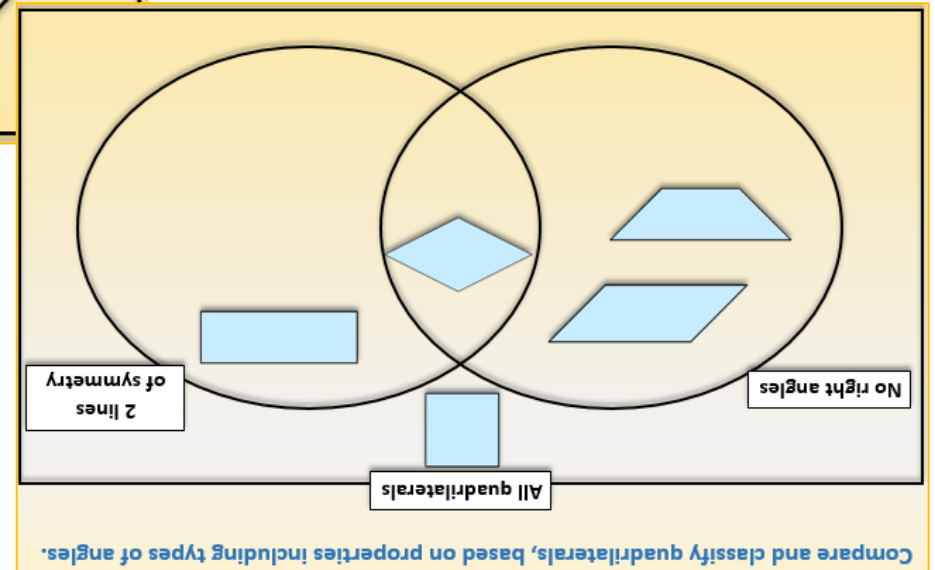 Compare and classify quadrilaterals, based on properties including types of angles.
All quadrilaterals
No right angles
2 lines
of symmetry